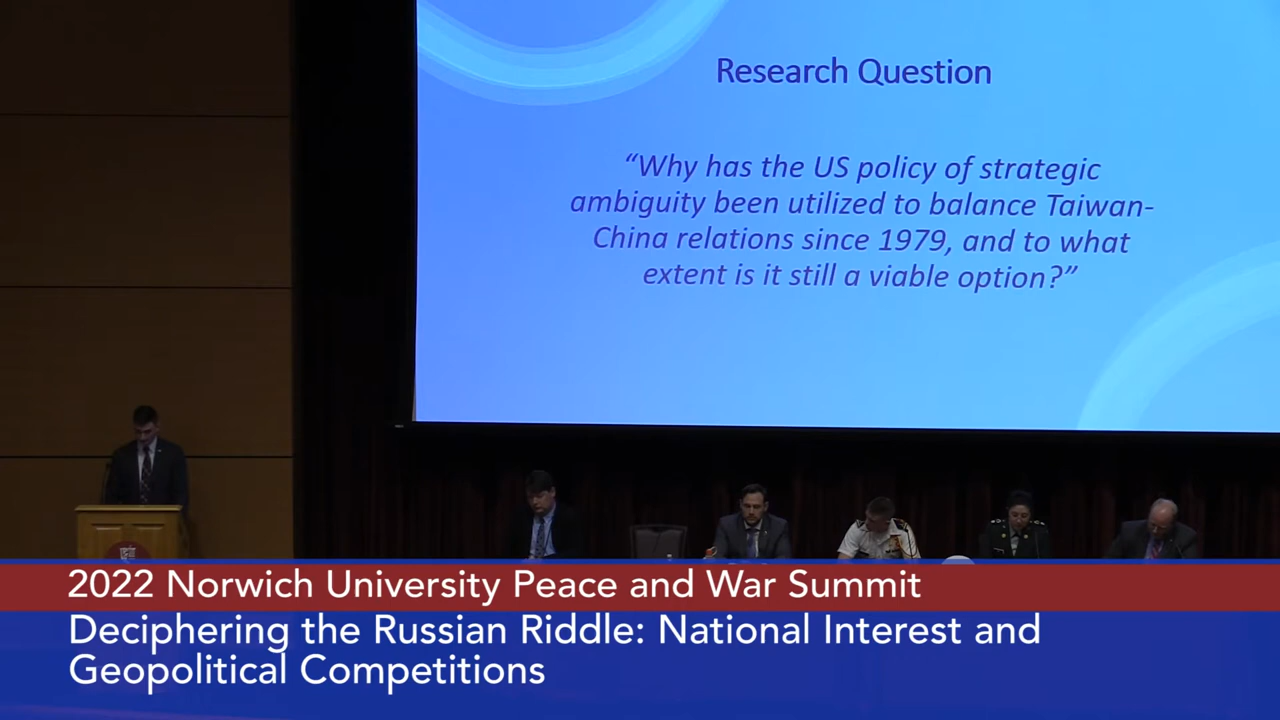 Research Question
“Why has the US policy of strategic
ambiguity been utilized to balance Taiwan-
China relations since 1979, and to what
extent is it still a viable option?”
2022 Norwich University Peace and War Summit
Deciphering the Russian Riddle: National Interest and
Geopolitical Competitions